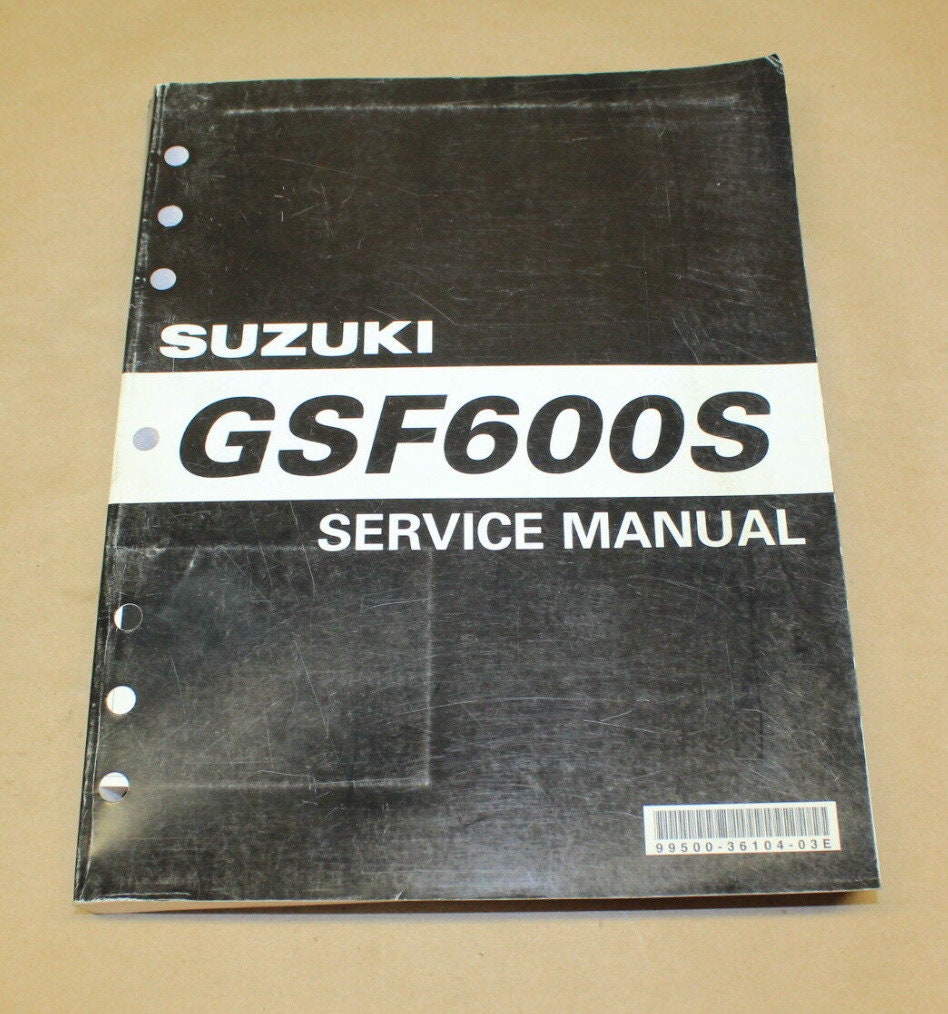 SUZUKI
GSF600S
SERVICE MANUAL
99500-36104-03E